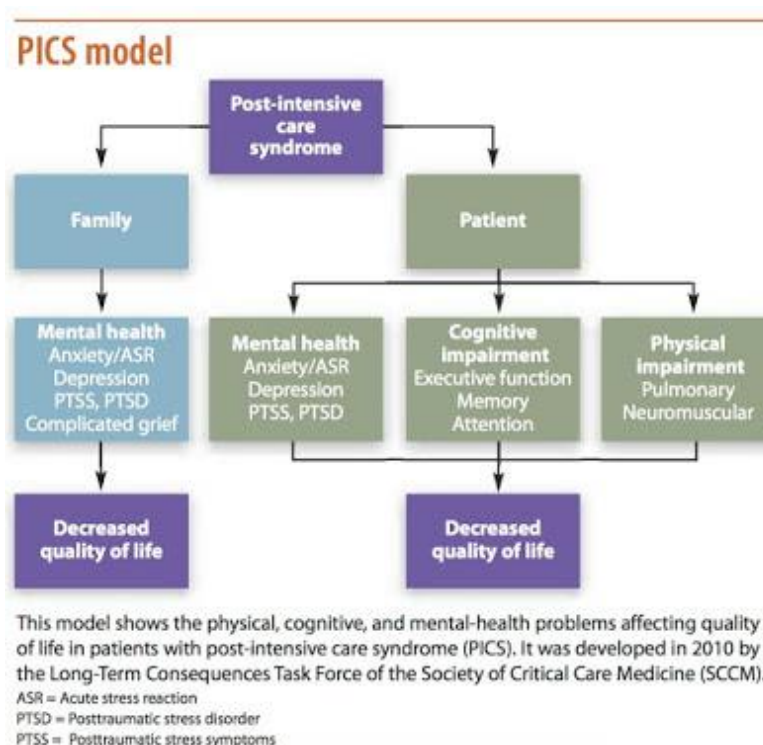 PICS model
Post-intensive
care
syndrome
Family
Patient
Mental health
Anxiety/ASR
Depression
PTSS, PTSD
Complicated grief
Mental health
Anxiety/ASR
Depression
PTSS, PTSD
Cognitive
impairment
Executive function
Memory
Attention
Physical
impairment
Pulmonary
Neuromuscular
Decreased
quality of life
Decreased
quality of life
This model shows the physical, cognitive, and mental-health problems affecting quality
of life in patients with post-intensive care syndrome (PICS). It was developed in 2010 by
the Long-Term Consequences Task Force of the Society of Critical Care Medicine (SCCM).
ASR = Acute stress reaction
PTSD = Posttraumatic stress disorder
PTSS = Posttraumatic stress symptoms